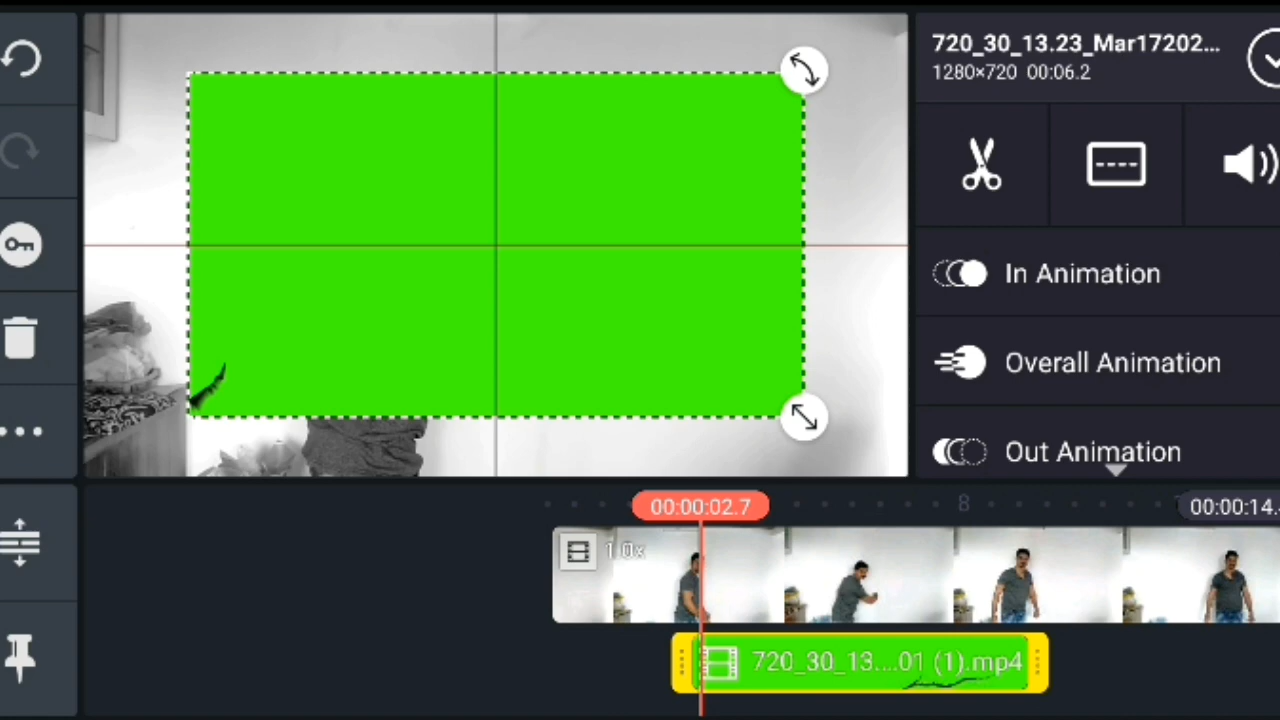 720_30_13.23_Mar17202...
1280×720 00:06.2
In Animation
Overall Animation
Out Animation
00:00:02.7
8
00:00:14.
1.0x
720_30_13....01 (1).mp4